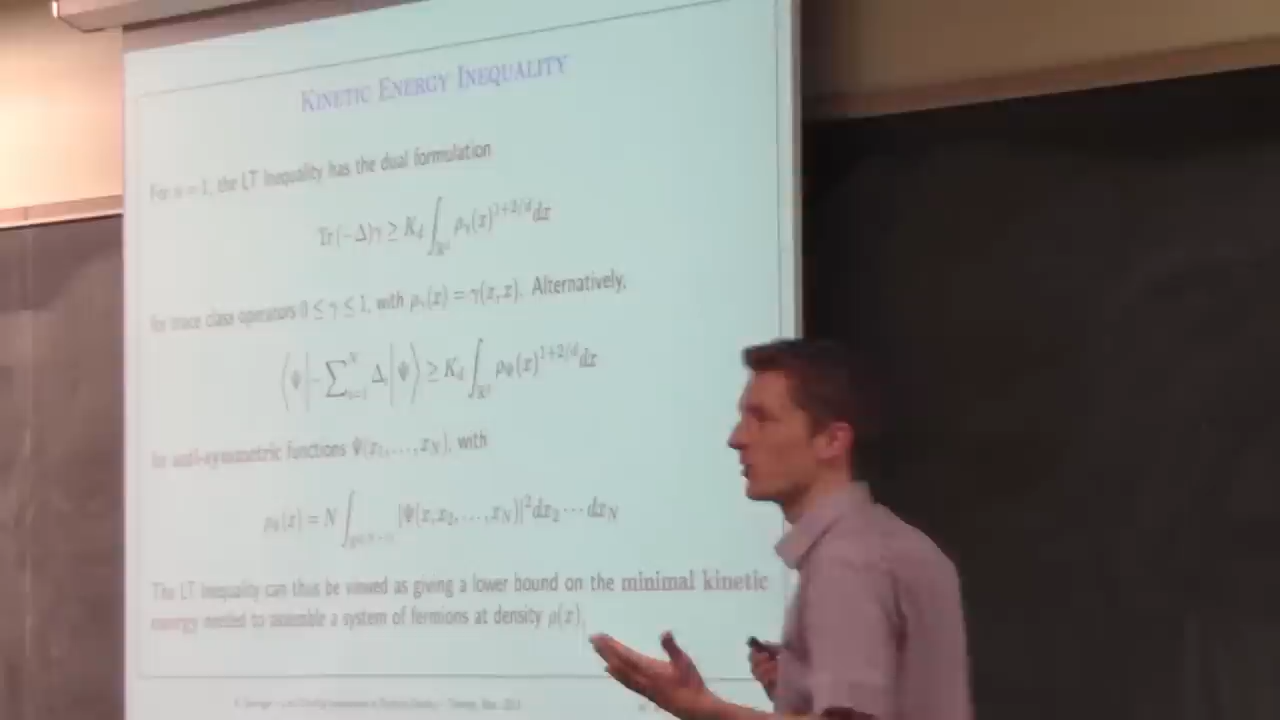 KINETIC ENERGY INEQUALITY
For n = 1, the LT Inequality has the dual formulation
Tr(−Δ)γ ≥ K_d ∫_{ℝ^d} ρ_γ(x)^{1+2/d} dx
for trace class operators 0 ≤ γ ≤ 1, with ρ_γ(x) = γ(x, x). Alternatively,
⟨Ψ| −∑_{i=1}^N Δ_i |Ψ⟩ ≥ K_d ∫_{ℝ^d} ρ_Ψ(x)^{1+2/d} dx
for anti-symmetric functions Ψ(x_1, …, x_N), with
ρ_Ψ(x) = N ∫ |Ψ(x, x_2, …, x_N)|^2 dx_2 ⋯ dx_N
The LT Inequality can thus be viewed as giving a lower bound on the minimal kinetic
energy needed to assemble a system of fermions at density ρ(x).